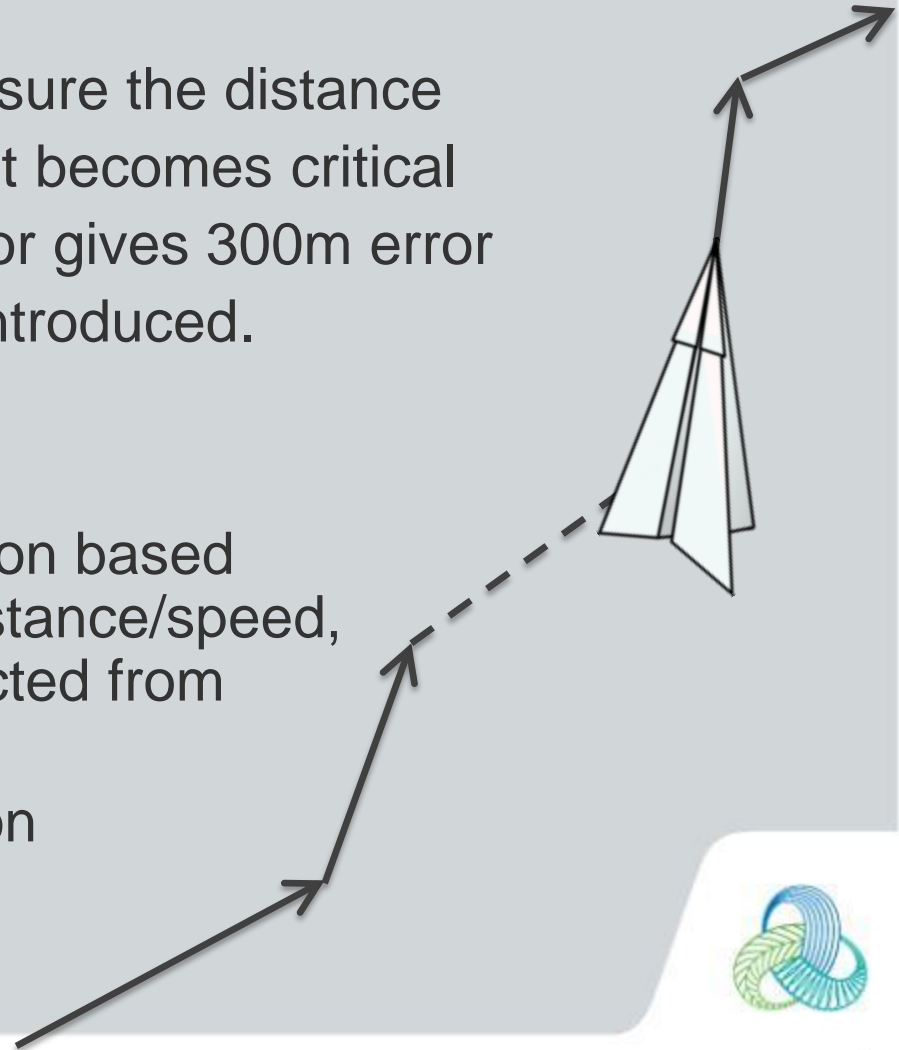 sure the distance
t becomes critical
or gives 300m error
ntroduced.
on based
stance/speed,
cted from
on